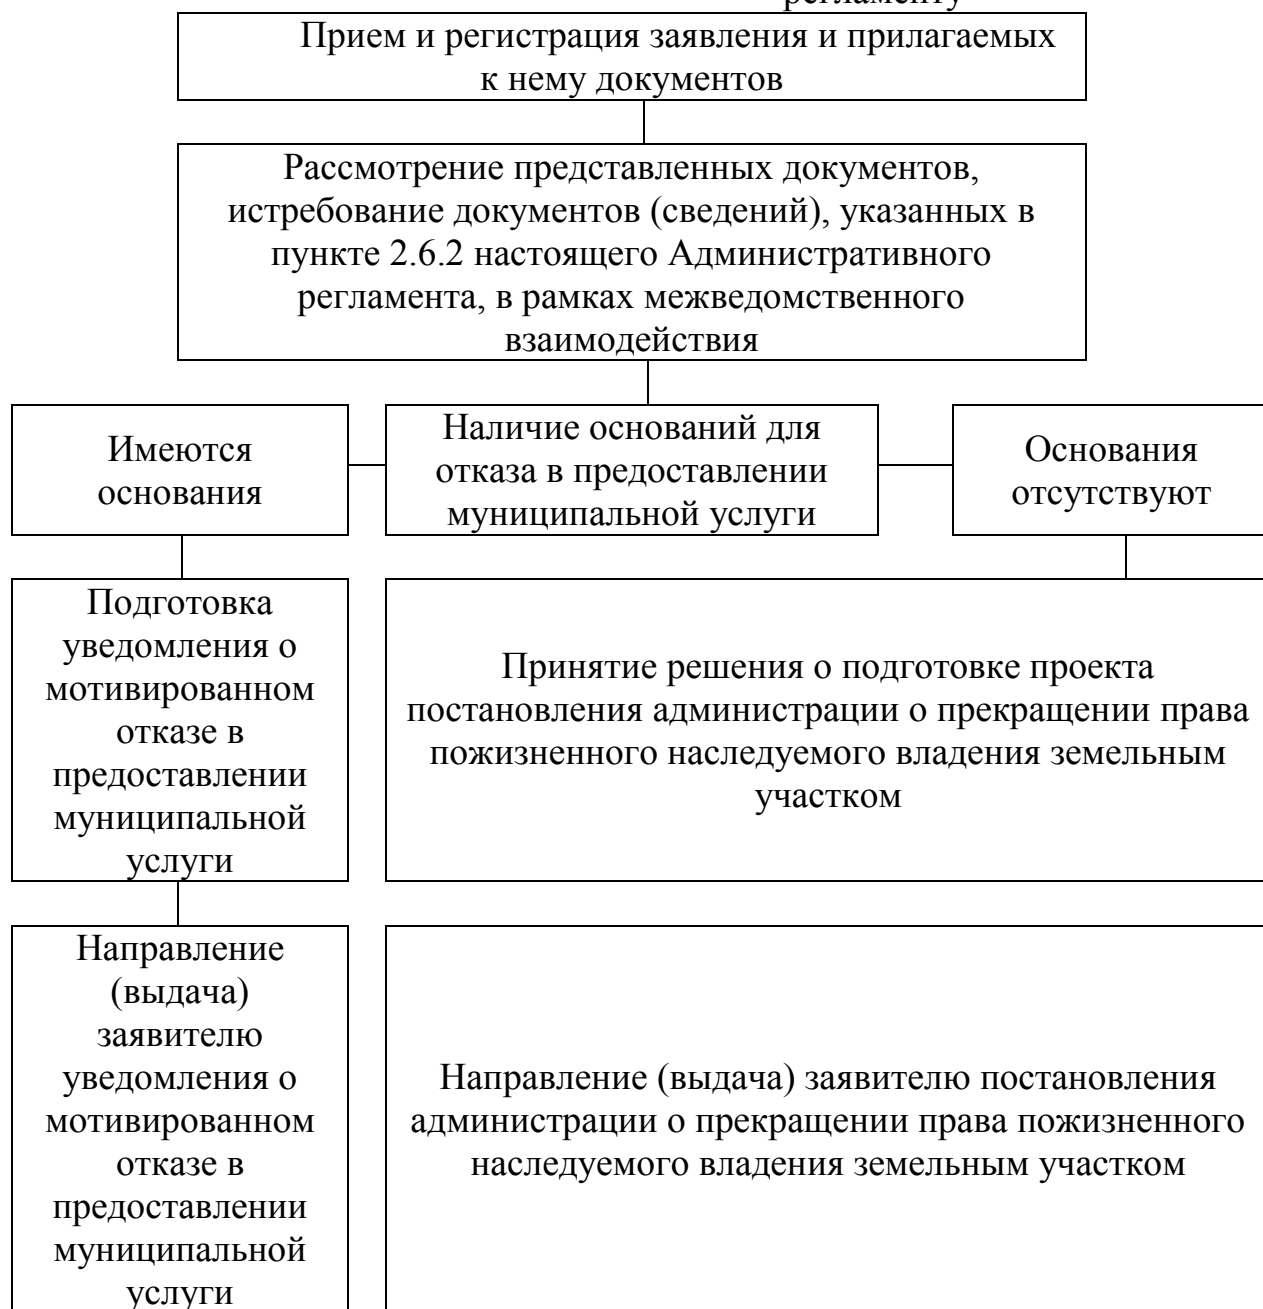 регламенту
Прием и регистрация заявления и прилагаемых
к нему документов
Рассмотрение представленных документов,
истребование документов (сведений), указанных в
пункте 2.6.2 настоящего Административного
регламента, в рамках межведомственного
взаимодействия
Имеются
основания
Наличие оснований для
отказа в предоставлении
муниципальной услуги
Основания
отсутствуют
Подготовка
уведомления о
мотивированном
отказе в
предоставлении
муниципальной
услуги
Принятие решения о подготовке проекта
постановления администрации о прекращении права
пожизненного наследуемого владения земельным
участком
Направление
(выдача)
заявителю
уведомления о
мотивированном
отказе в
предоставлении
муниципальной
услуги
Направление (выдача) заявителю постановления
администрации о прекращении права пожизненного
наследуемого владения земельным участком